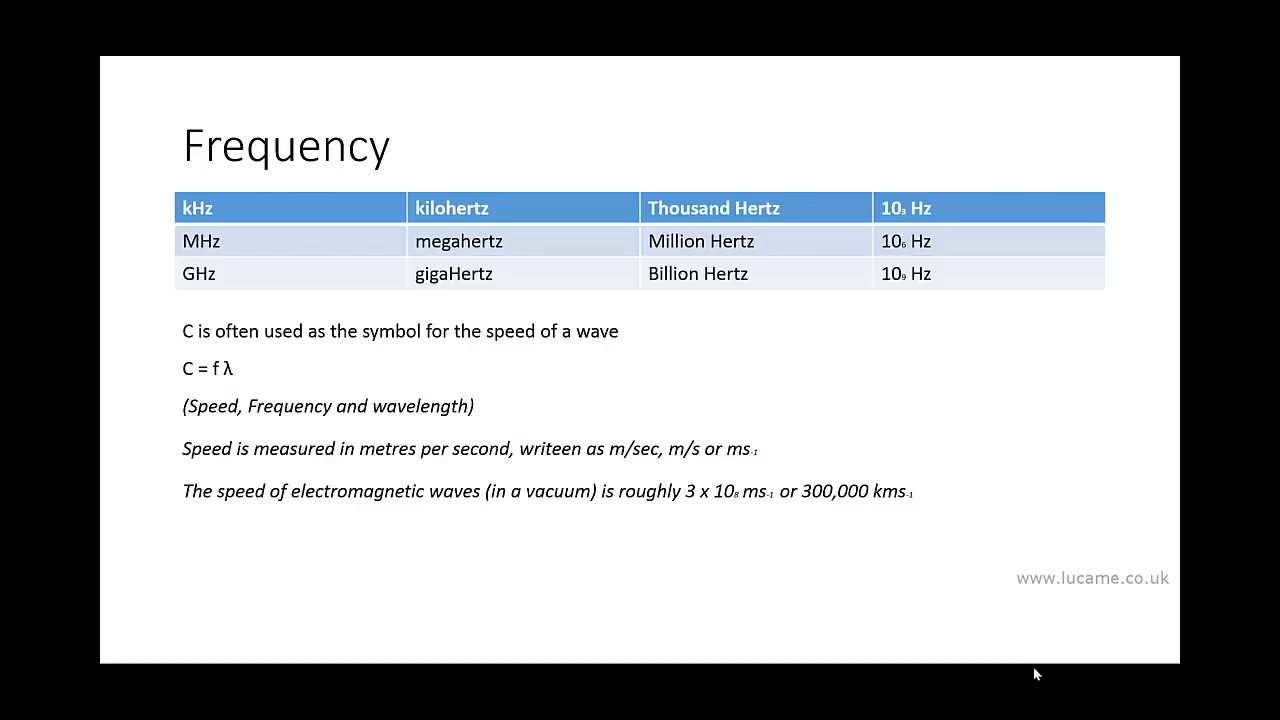 Frequency
kHz kilohertz Thousand Hertz 10₃ Hz
MHz megahertz Million Hertz 10₆ Hz
GHz gigaHertz Billion Hertz 10₉ Hz
C is often used as the symbol for the speed of a wave
C = f λ
(Speed, Frequency and wavelength)
Speed is measured in metres per second, writeen as m/sec, m/s or ms₋₁
The speed of electromagnetic waves (in a vacuum) is roughly 3 x 10₈ ms₋₁ or 300,000 kms₋₁
www.lucame.co.uk